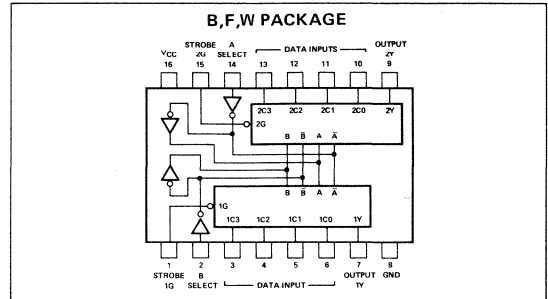 B,F,W PACKAGE
STROBE A OUTPUT
VCC 2G SELECT DATA INPUTS 2Y
16 15 14 13 12 11 10 9
2C3 2C2 2C1 2C0 2Y
2G
B B A A
B B A A
1G
1C3 1C2 1C1 1C0 1Y
1 2 3 4 5 6 7 8
STROBE B DATA INPUT OUTPUT GND
1G SELECT 1Y